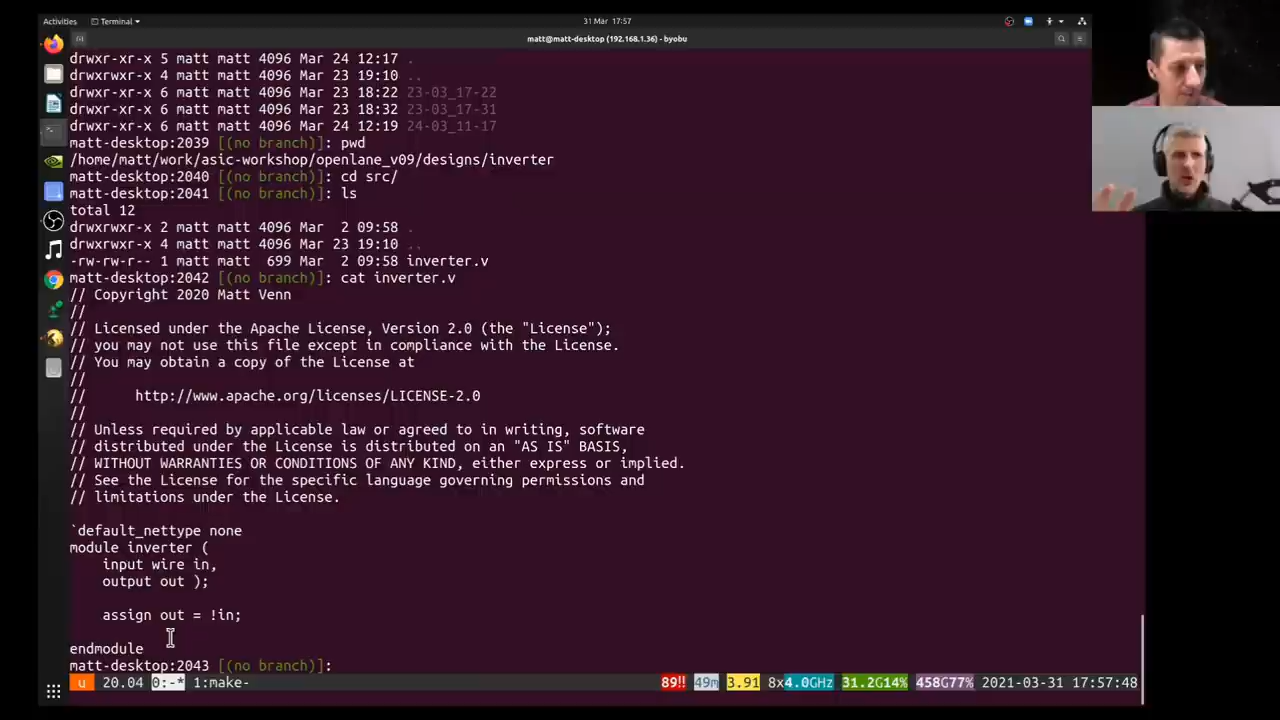 Activities Terminal 31 Mar 17:57
matt@matt-desktop (192.168.1.36) - byobu
drwxr-xr-x 5 matt matt 4096 Mar 24 12:17 .
drwxrwxr-x 4 matt matt 4096 Mar 23 19:10 ..
drwxr-xr-x 6 matt matt 4096 Mar 23 18:22 23-03_17-22
drwxr-xr-x 6 matt matt 4096 Mar 23 18:32 23-03_17-31
drwxr-xr-x 6 matt matt 4096 Mar 24 12:19 24-03_11-17
matt-desktop:2039 [(no branch)]: pwd
/home/matt/work/asic-workshop/openlane_v09/designs/inverter
matt-desktop:2040 [(no branch)]: cd src/
matt-desktop:2041 [(no branch)]: ls
total 12
drwxrwxr-x 2 matt matt 4096 Mar  2 09:58 .
drwxrwxr-x 4 matt matt 4096 Mar 23 19:10 ..
-rw-rw-r-- 1 matt matt  699 Mar  2 09:58 inverter.v
matt-desktop:2042 [(no branch)]: cat inverter.v
// Copyright 2020 Matt Venn
//
// Licensed under the Apache License, Version 2.0 (the "License");
// you may not use this file except in compliance with the License.
// You may obtain a copy of the License at
//
//      http://www.apache.org/licenses/LICENSE-2.0
//
// Unless required by applicable law or agreed to in writing, software
// distributed under the License is distributed on an "AS IS" BASIS,
// WITHOUT WARRANTIES OR CONDITIONS OF ANY KIND, either express or implied.
// See the License for the specific language governing permissions and
// limitations under the License.
`default_nettype none
module inverter (
    input wire in,
    output out );
    assign out = !in;
endmodule
matt-desktop:2043 [(no branch)]:
u 20.04 0:-* 1:make- 89!! 49m 3.91 8x4.0GHz 31.2G14% 458G77% 2021-03-31 17:57:48